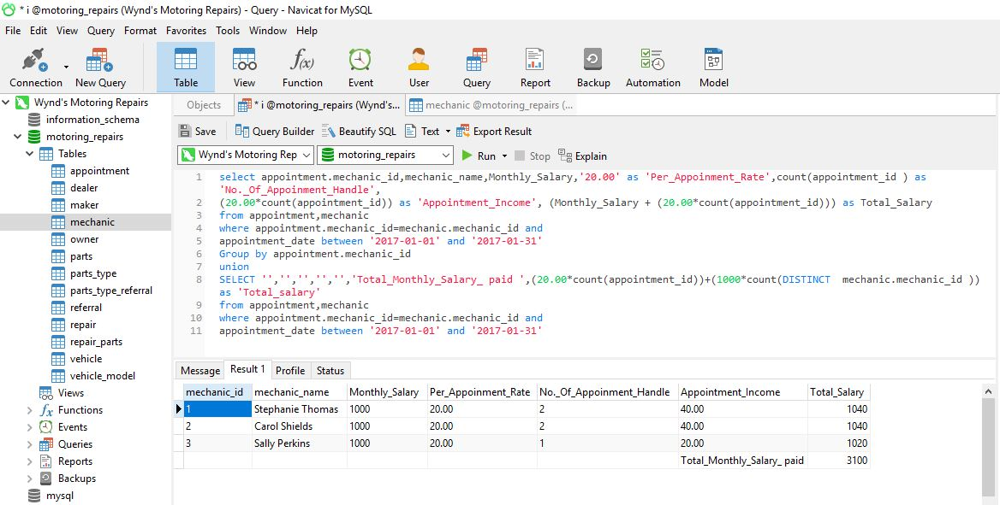 * i @motoring_repairs (Wynd's Motoring Repairs) - Query - Navicat for MySQL
File Edit View Query Format Favorites Tools Window Help
Connection New Query Table View Function Event User Query Report Backup Automation Model
Wynd's Motoring Repairs
information_schema
motoring_repairs
Tables
appointment
dealer
maker
mechanic
owner
parts
parts_type
parts_type_referral
referral
repair
repair_parts
vehicle
vehicle_model
Views
Functions
Events
Queries
Reports
Backups
mysql
Objects * i @motoring_repairs (Wynd's... mechanic @motoring_repairs (...
Save Query Builder Beautify SQL Text Export Result
Wynd's Motoring Rep motoring_repairs Run Stop Explain
1 select appointment.mechanic_id,mechanic_name,Monthly_Salary,'20.00' as 'Per_Appoinment_Rate',count(appointment_id ) as
'No._Of_Appoinment_Handle',
2 (20.00*count(appointment_id)) as 'Appointment_Income', (Monthly_Salary + (20.00*count(appointment_id))) as Total_Salary
3 from appointment,mechanic
4 where appointment.mechanic_id=mechanic.mechanic_id and
5 appointment_date between '2017-01-01' and '2017-01-31'
6 Group by appointment.mechanic_id
7 union
8 SELECT '','','','','','Total_Monthly_Salary_ paid ',(20.00*count(appointment_id))+(1000*count(DISTINCT  mechanic.mechanic_id ))
as 'Total_salary'
9 from appointment,mechanic
10 where appointment.mechanic_id=mechanic.mechanic_id and
11 appointment_date between '2017-01-01' and '2017-01-31'
Message Result 1 Profile Status
mechanic_id mechanic_name Monthly_Salary Per_Appoinment_Rate No._Of_Appoinment_Handle Appointment_Income Total_Salary
1 Stephanie Thomas 1000 20.00 2 40.00 1040
2 Carol Shields 1000 20.00 2 40.00 1040
3 Sally Perkins 1000 20.00 1 20.00 1020
Total_Monthly_Salary_ paid 3100